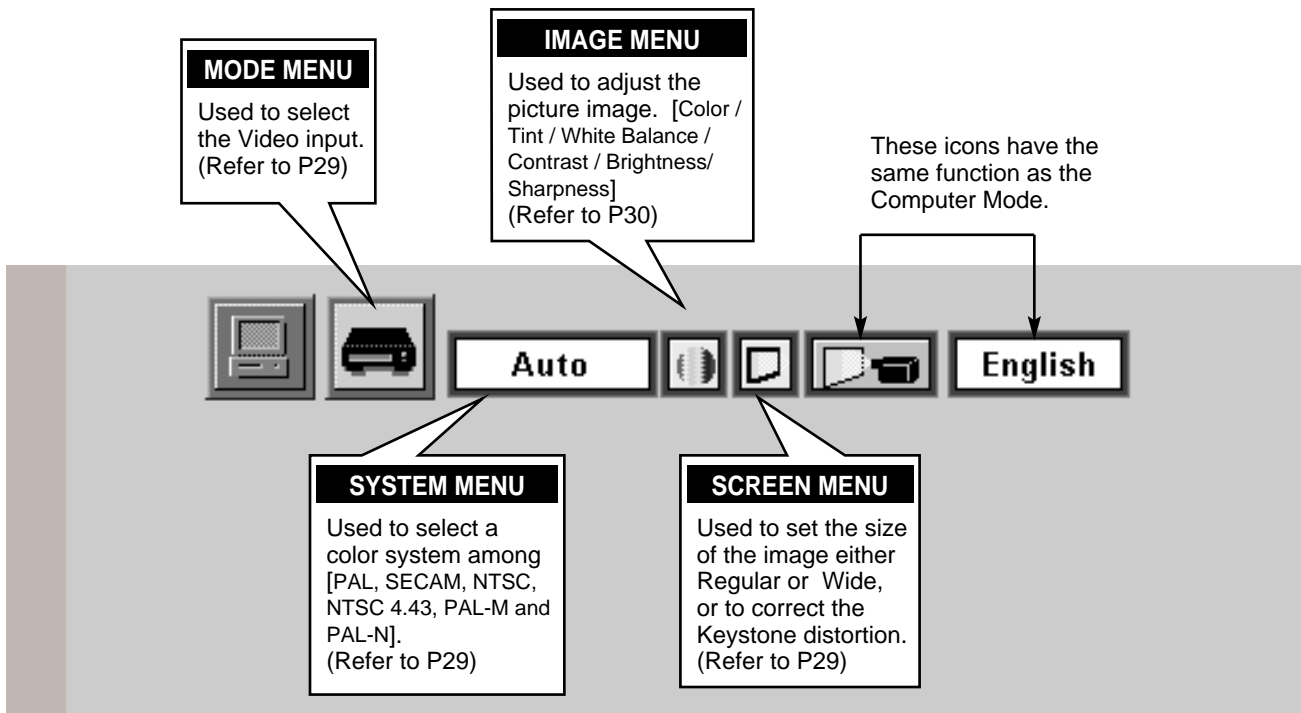 MODE MENU
Used to select
the Video input.
(Refer to P29)
IMAGE MENU
Used to adjust the
picture image. [Color /
Tint / White Balance /
Contrast / Brightness/
Sharpness]
(Refer to P30)
These icons have the
same function as the
Computer Mode.
Auto
English
SYSTEM MENU
Used to select a
color system among
[PAL, SECAM, NTSC,
NTSC 4.43, PAL-M and
PAL-N].
(Refer to P29)
SCREEN MENU
Used to set the size
of the image either
Regular or Wide,
or to correct the
Keystone distortion.
(Refer to P29)